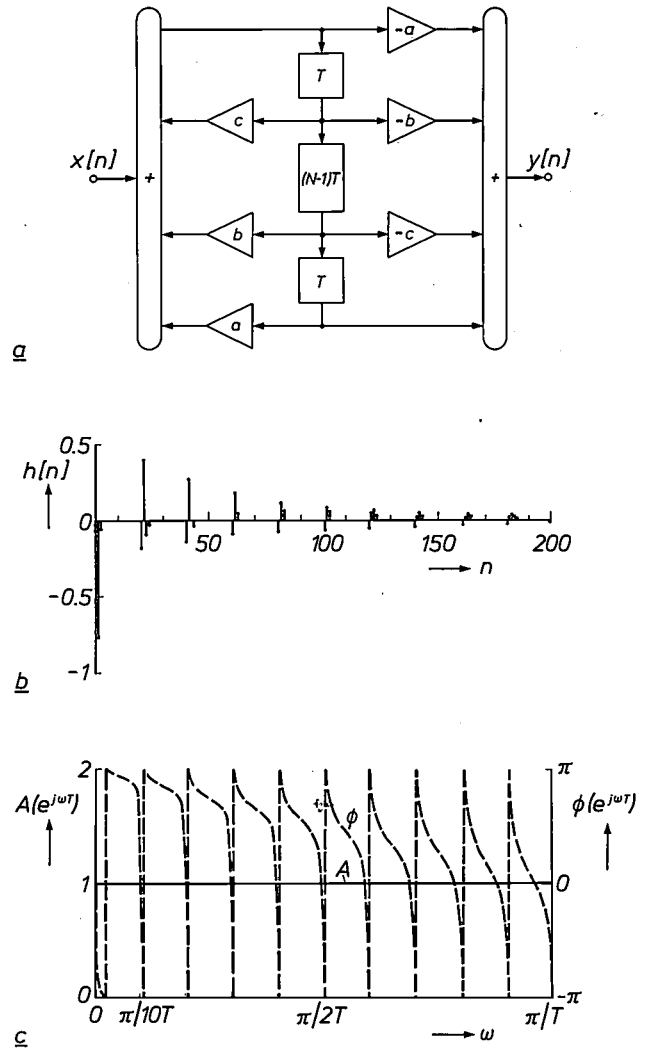 -a
T
c
-b
x[n]
y[n]
+
(N-1)T
+
b
-c
T
a
a
0.5
h[n]
0
50
100
150
200
n
-0.5
-1
b
2
π
A(e^{jωT})
ϕ(e^{jωT})
ϕ
A
1
0
0
-π
0
π/10T
π/2T
π/T
ω
c